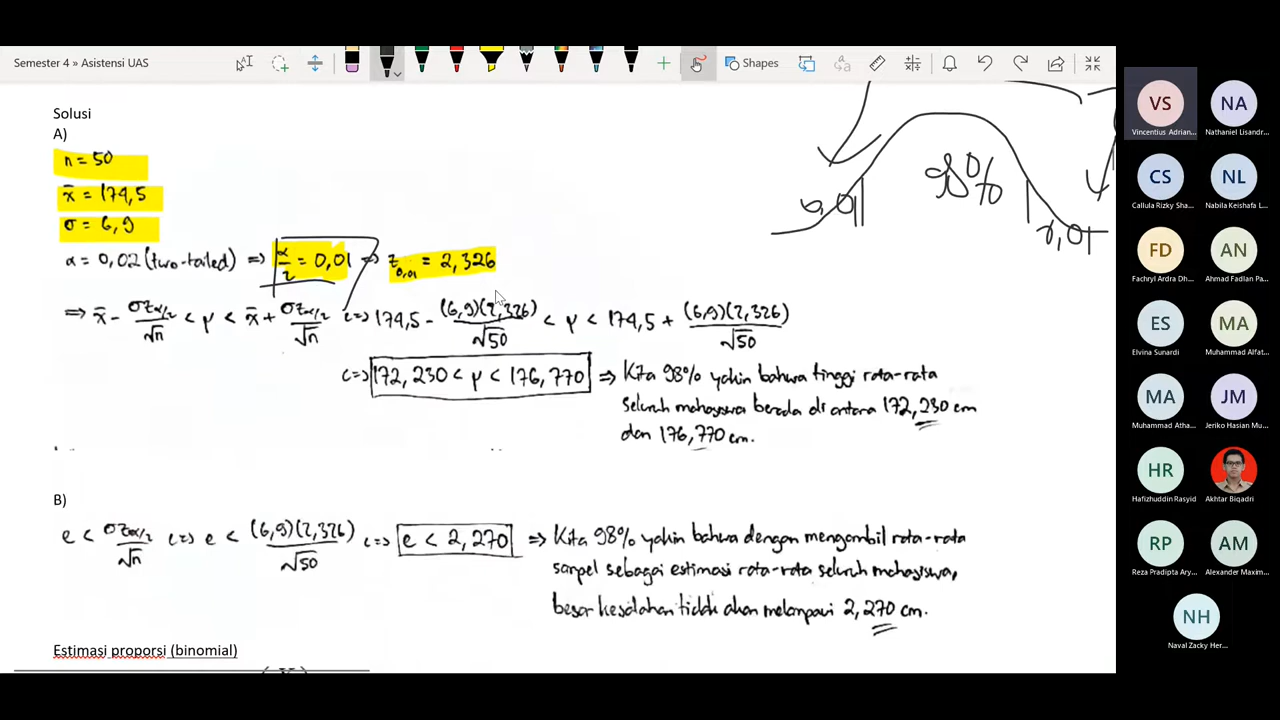 Semester 4 » Asistensi UAS
Shapes
Solusi
A)
n = 50
x̄ = 174,5
σ = 6,9
α = 0,02 (two-tailed) ⇒ α/2 = 0,01 ⇒ z0,01 = 2,326
⇒ x̄ - σzα/2/√n < μ < x̄ + σzα/2/√n <=> 174,5 - (6,9)(2,326)/√50 < μ < 174,5 + (6,9)(2,326)/√50
<=> 172,230 < μ < 176,770 ⇒ Kita 98% yakin bahwa tinggi rata-rata
seluruh mahasiswa berada di antara 172,230 cm
dan 176,770 cm.
98%
0,01
0,01
B)
e < σzα/2/√n <=> e < (6,9)(2,326)/√50 <=> e < 2,270 ⇒ Kita 98% yakin bahwa dengan mengambil rata-rata
sampel sebagai estimasi rata-rata seluruh mahasiswa,
besar kesalahan tidak akan melampaui 2,270 cm.
Estimasi proporsi (binomial)
VS
Vincentius Adrian...
NA
Nathaniel Lisandr...
CS
Callula Rizky Sha...
NL
Nabila Keishafa L...
FD
Fachryl Ardra Dh...
AN
Ahmad Fadlan Pa...
ES
Elvina Sunardi
MA
Muhammad Alfat...
MA
Muhammad Atha...
JM
Jeriko Hasian Mu...
HR
Hafizhuddin Rasyid
Akhtar Biqadri
RP
Reza Pradipta Ary...
AM
Alexander Maxim...
NH
Naval Zacky Her...